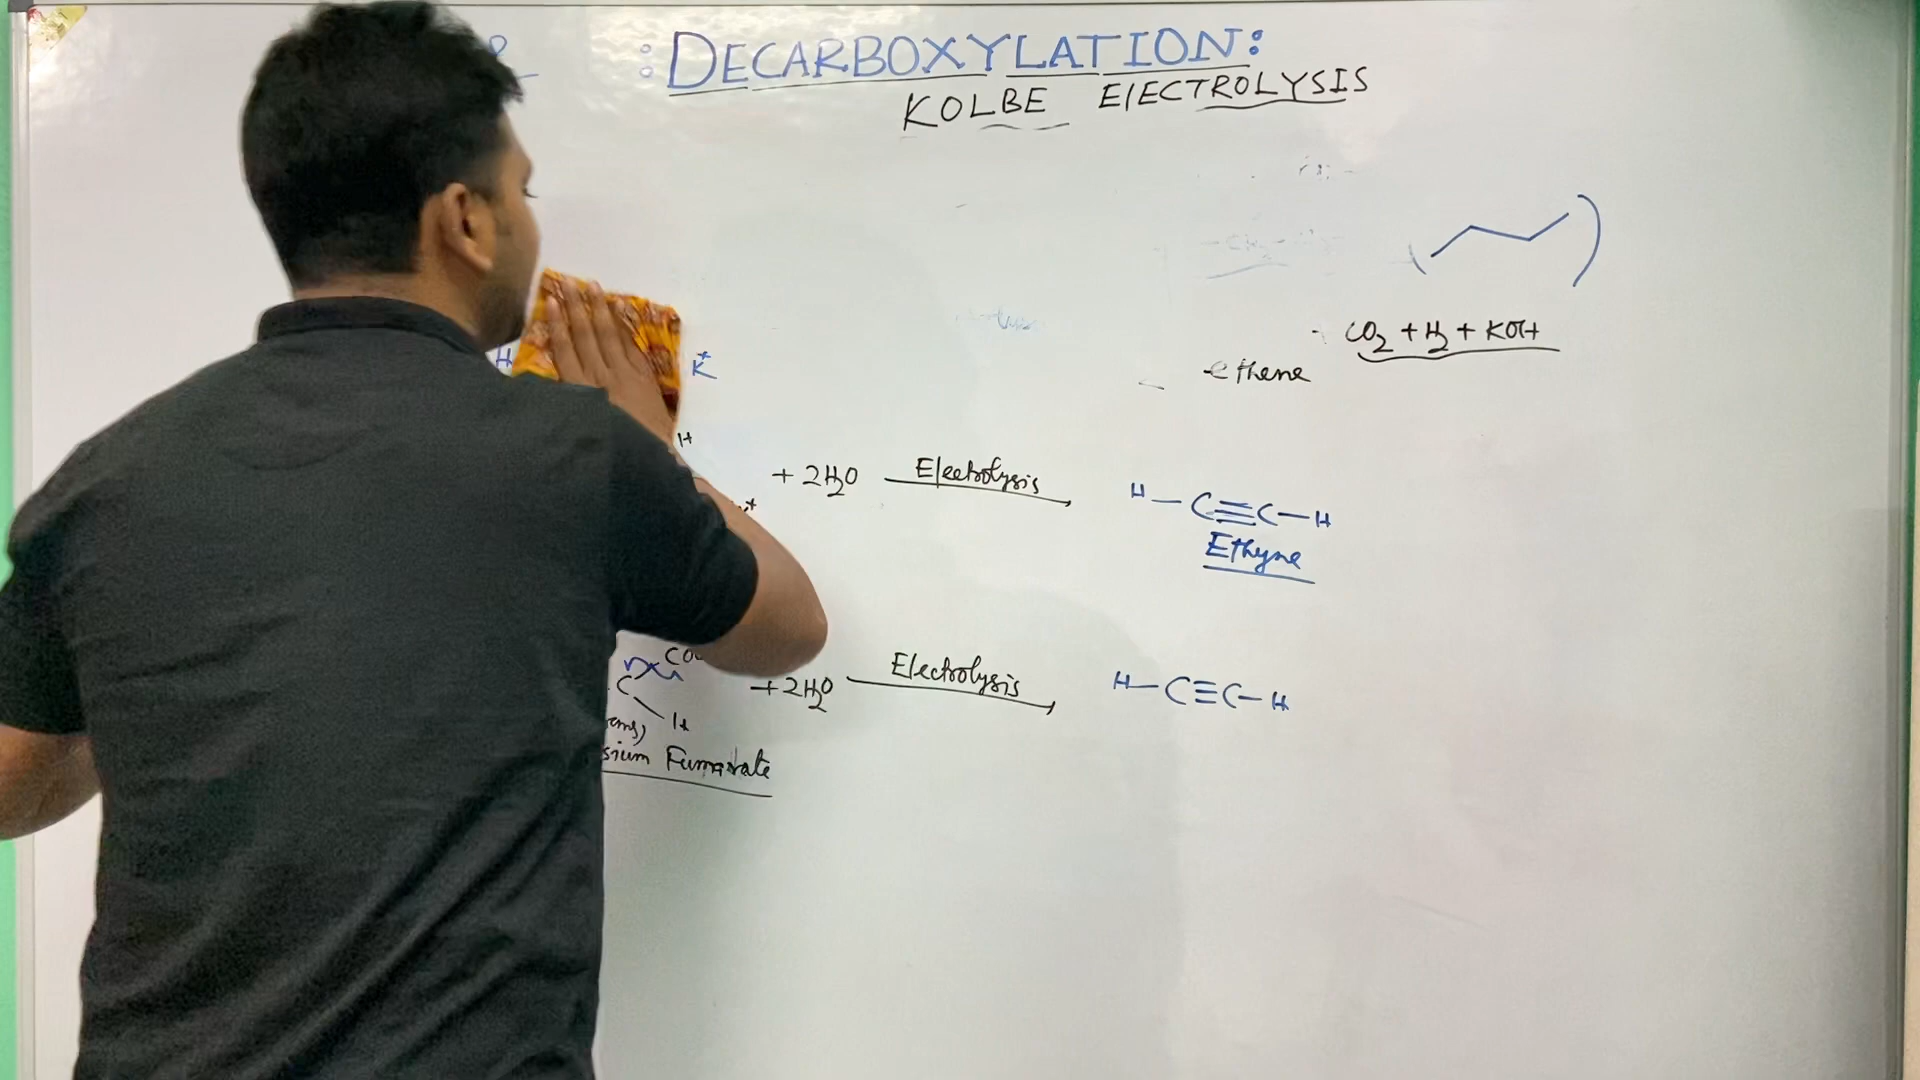 : DECARBOXYLATION:
KOLBE ElECTROLYSIS
CO2 + H2 + KOH
H K+
ethene
H
+ 2H2O Electrolysis H—C≡C—H
Ethyne
C H
+2H2O Electrolysis H—C≡C—H
sium Fumarate